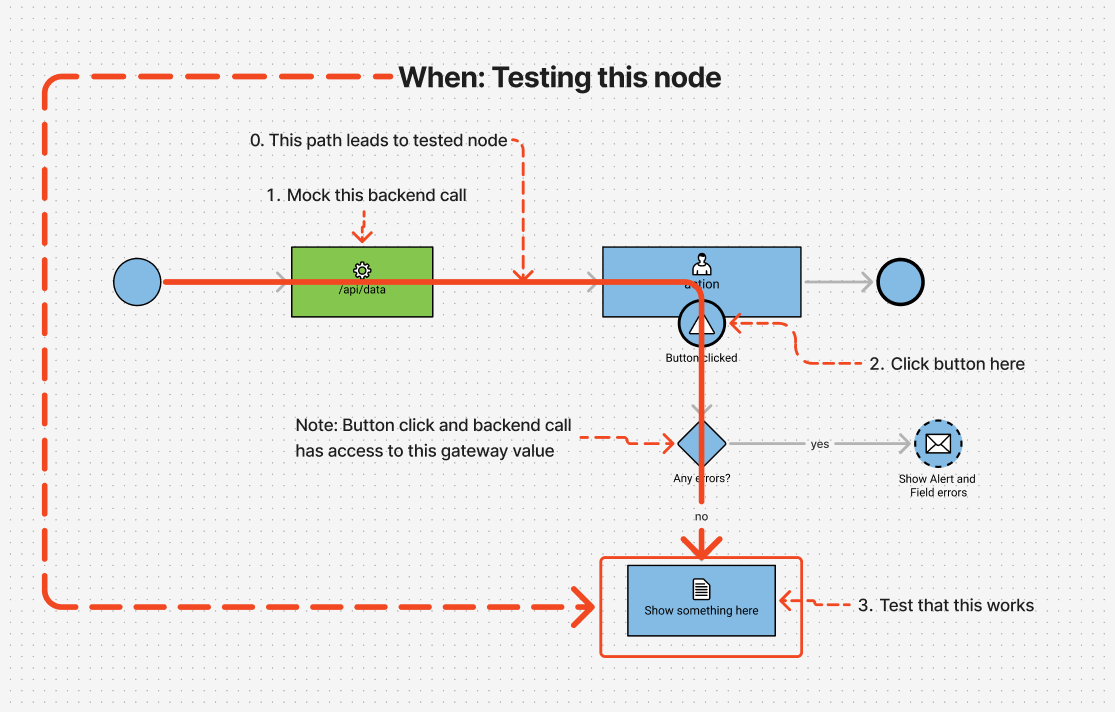 When: Testing this node
0. This path leads to tested node
1. Mock this backend call
/api/data
action
Button clicked
2. Click button here
Note: Button click and backend call
has access to this gateway value
Any errors?
yes
Show Alert and
Field errors
no
Show something here
3. Test that this works